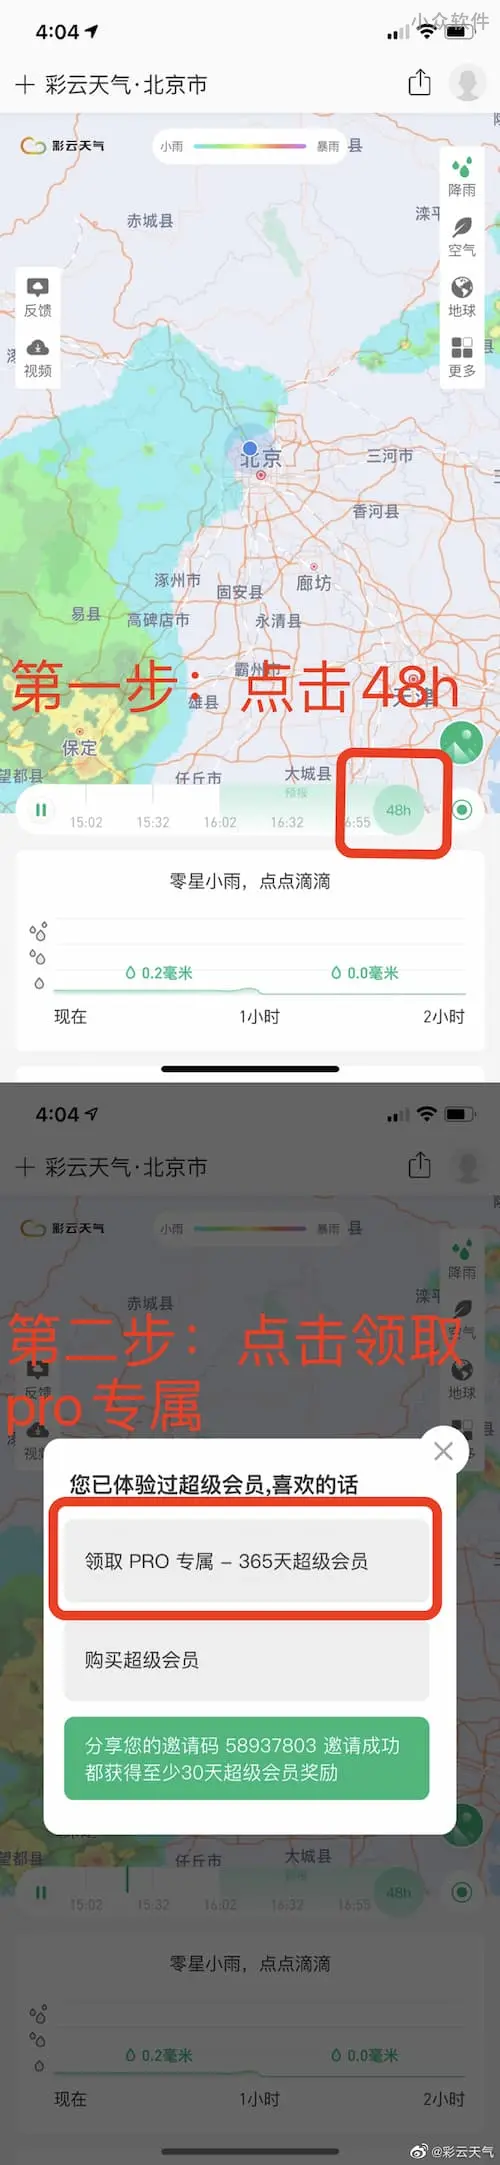 4:04
小众软件
彩云天气·北京市
彩云天气
小雨
暴雨
县
赤城县
滦平
降雨
空气
地球
更多
反馈
视频
北京
三河市
香河县
涿州市
固安县
廊坊
易县
高碑店市
永清县
霸州
第一步：点击48h
雄县
保定
望都县
任丘市
大城县
预报
15:02
15:32
16:02
16:32
6:55
48h
零星小雨，点点滴滴
0.2毫米
0.0毫米
现在
1小时
2小时
4:04
彩云天气·北京市
彩云天气
小雨
暴雨
县
赤城县
滦平
降雨
第二步：点击领取
空气
反馈
地球
pro专属
视频
您已体验过超级会员,喜欢的话
领取 PRO 专属 - 365天超级会员
购买超级会员
分享您的邀请码 58937803 邀请成功
都获得至少30天超级会员奖励
望都县
任丘市
大城县
预报
15:02
15:32
16:02
16:32
16:55
48h
零星小雨，点点滴滴
0.2毫米
0.0毫米
现在
1小时
2小时
@彩云天气